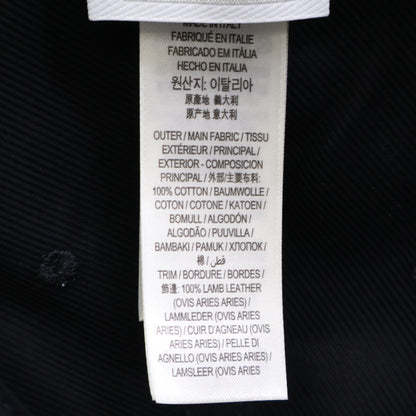 MADE IN ITALY
FABRIQUÉ EN ITALIE
FABRICADO EM ITÁLIA
HECHO EN ITALIA
원산지: 이탈리아
原產地 義大利
原产地 意大利
OUTER / MAIN FABRIC / TISSU
EXTÉRIEUR / PRINCIPAL /
EXTERIOR - COMPOSICION
PRINCIPAL / 外部/主要布料:
100% COTTON / BAUMWOLLE /
COTON / COTONE / KATOEN /
BOMULL / ALGODÓN /
ALGODÃO / PUUVILLA /
BAMBAKI / PAMUK / ХЛОПОК /
棉 / قطن /
TRIM / BORDURE / BORDES /
飾邊: 100% LAMB LEATHER
(OVIS ARIES ARIES) /
LAMMLEDER (OVIS ARIES
ARIES) / CUIR D'AGNEAU (OVIS
ARIES ARIES) / PELLE DI
AGNELLO (OVIS ARIES ARIES) /
LAMSLEER (OVIS ARIES